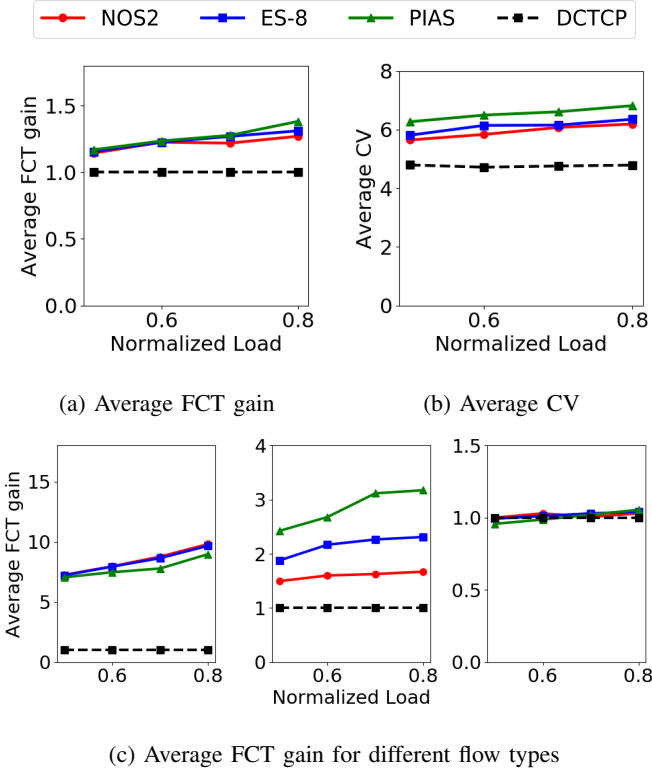 NOS2 ES-8 PIAS DCTCP
Average FCT gain
1.5
1.0
0.5
0.0
0.6 0.8
Normalized Load
(a) Average FCT gain
Average CV
8
6
4
2
0
0.6 0.8
Normalized Load
(b) Average CV
Average FCT gain
15
10
5
0
0.6 0.8
4
3
2
1
0
0.6 0.8
Normalized Load
1.5
1.0
0.5
0.0
0.6 0.8
(c) Average FCT gain for different flow types